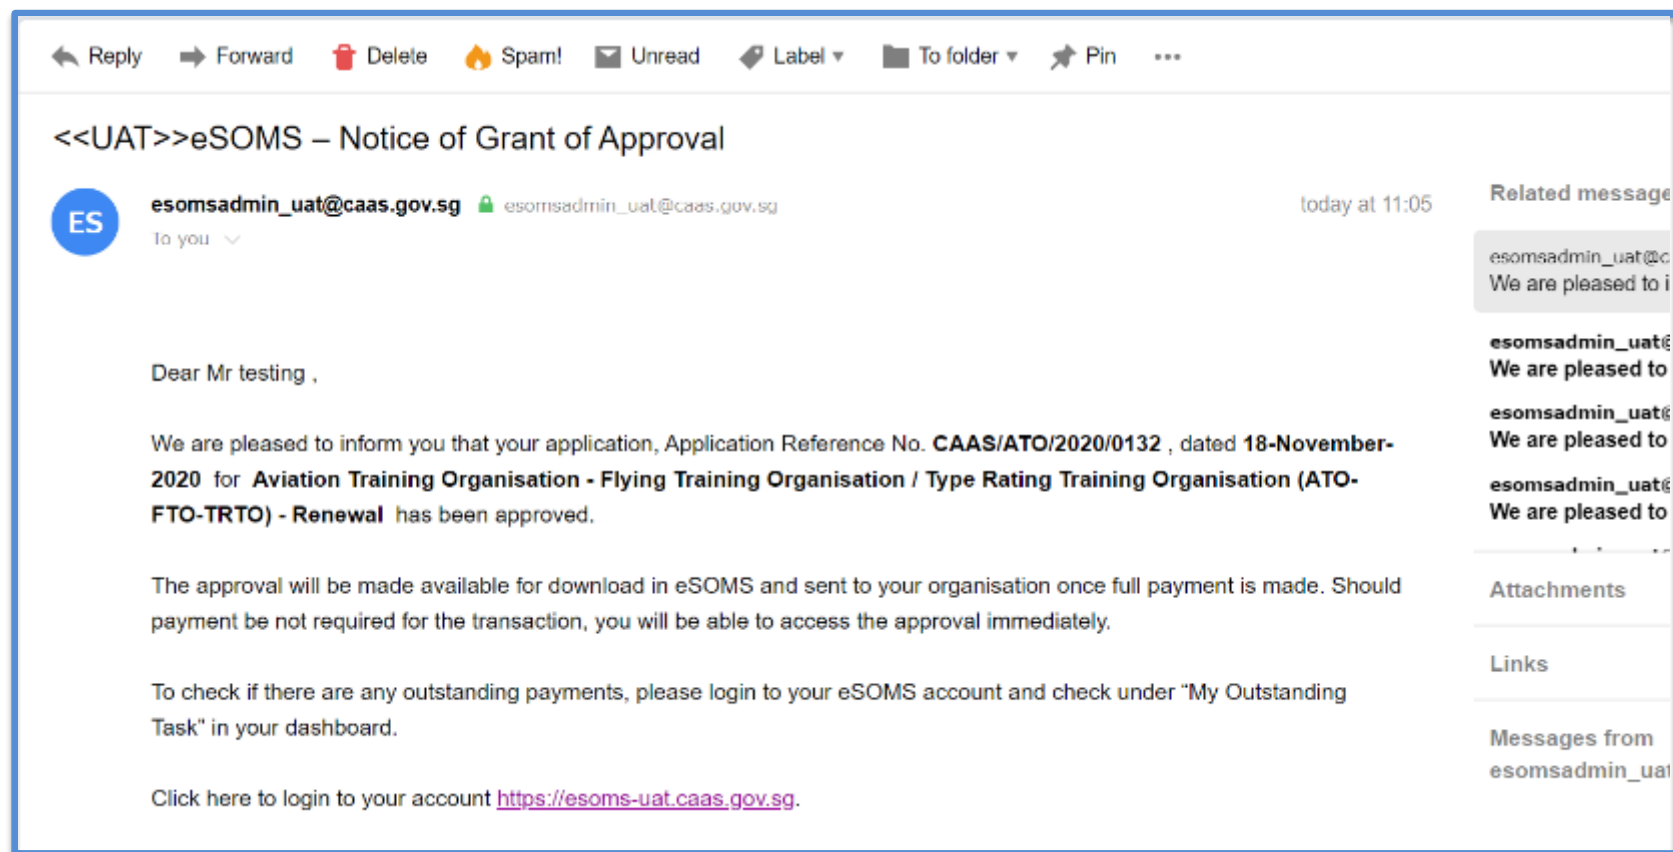 Reply Forward Delete Spam! Unread Label To folder Pin
<<UAT>>eSOMS – Notice of Grant of Approval
ES
esomsadmin_uat@caas.gov.sg esomsadmin_uat@caas.gov.sg today at 11:05
To you
Dear Mr testing ,
We are pleased to inform you that your application, Application Reference No. CAAS/ATO/2020/0132 , dated 18-November-
2020 for Aviation Training Organisation - Flying Training Organisation / Type Rating Training Organisation (ATO-
FTO-TRTO) - Renewal has been approved.
The approval will be made available for download in eSOMS and sent to your organisation once full payment is made. Should
payment be not required for the transaction, you will be able to access the approval immediately.
To check if there are any outstanding payments, please login to your eSOMS account and check under “My Outstanding
Task” in your dashboard.
Click here to login to your account https://esoms-uat.caas.gov.sg.
Related message
esomsadmin_uat@c
We are pleased to i
esomsadmin_uat@
We are pleased to
esomsadmin_uat@
We are pleased to
esomsadmin_uat@
We are pleased to
Attachments
Links
Messages from
esomsadmin_uat